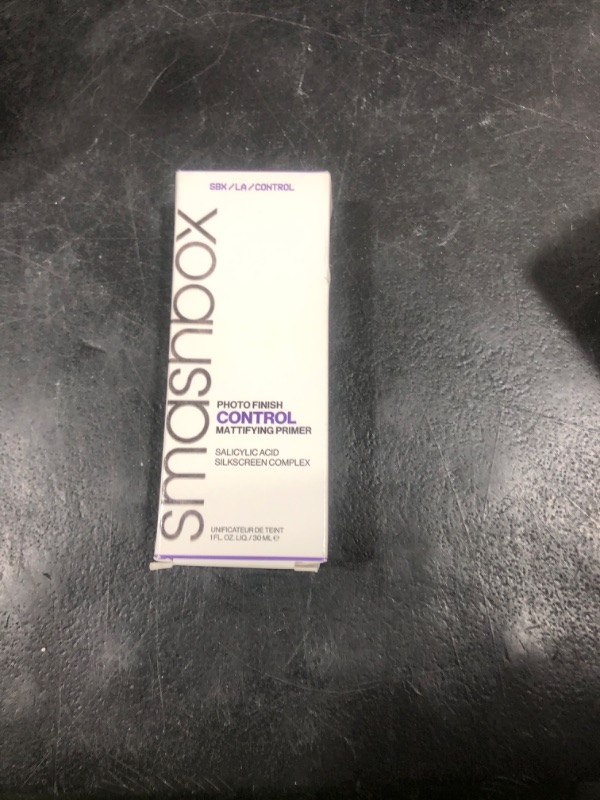 SBX/LA/CONTROL
smashbox
PHOTO FINISH
CONTROL
MATTIFYING PRIMER
SALICYLIC ACID
SILKSCREEN COMPLEX
UNIFICATEUR DE TEINT
1 FL. OZ. LIQ. / 30 ML ℮